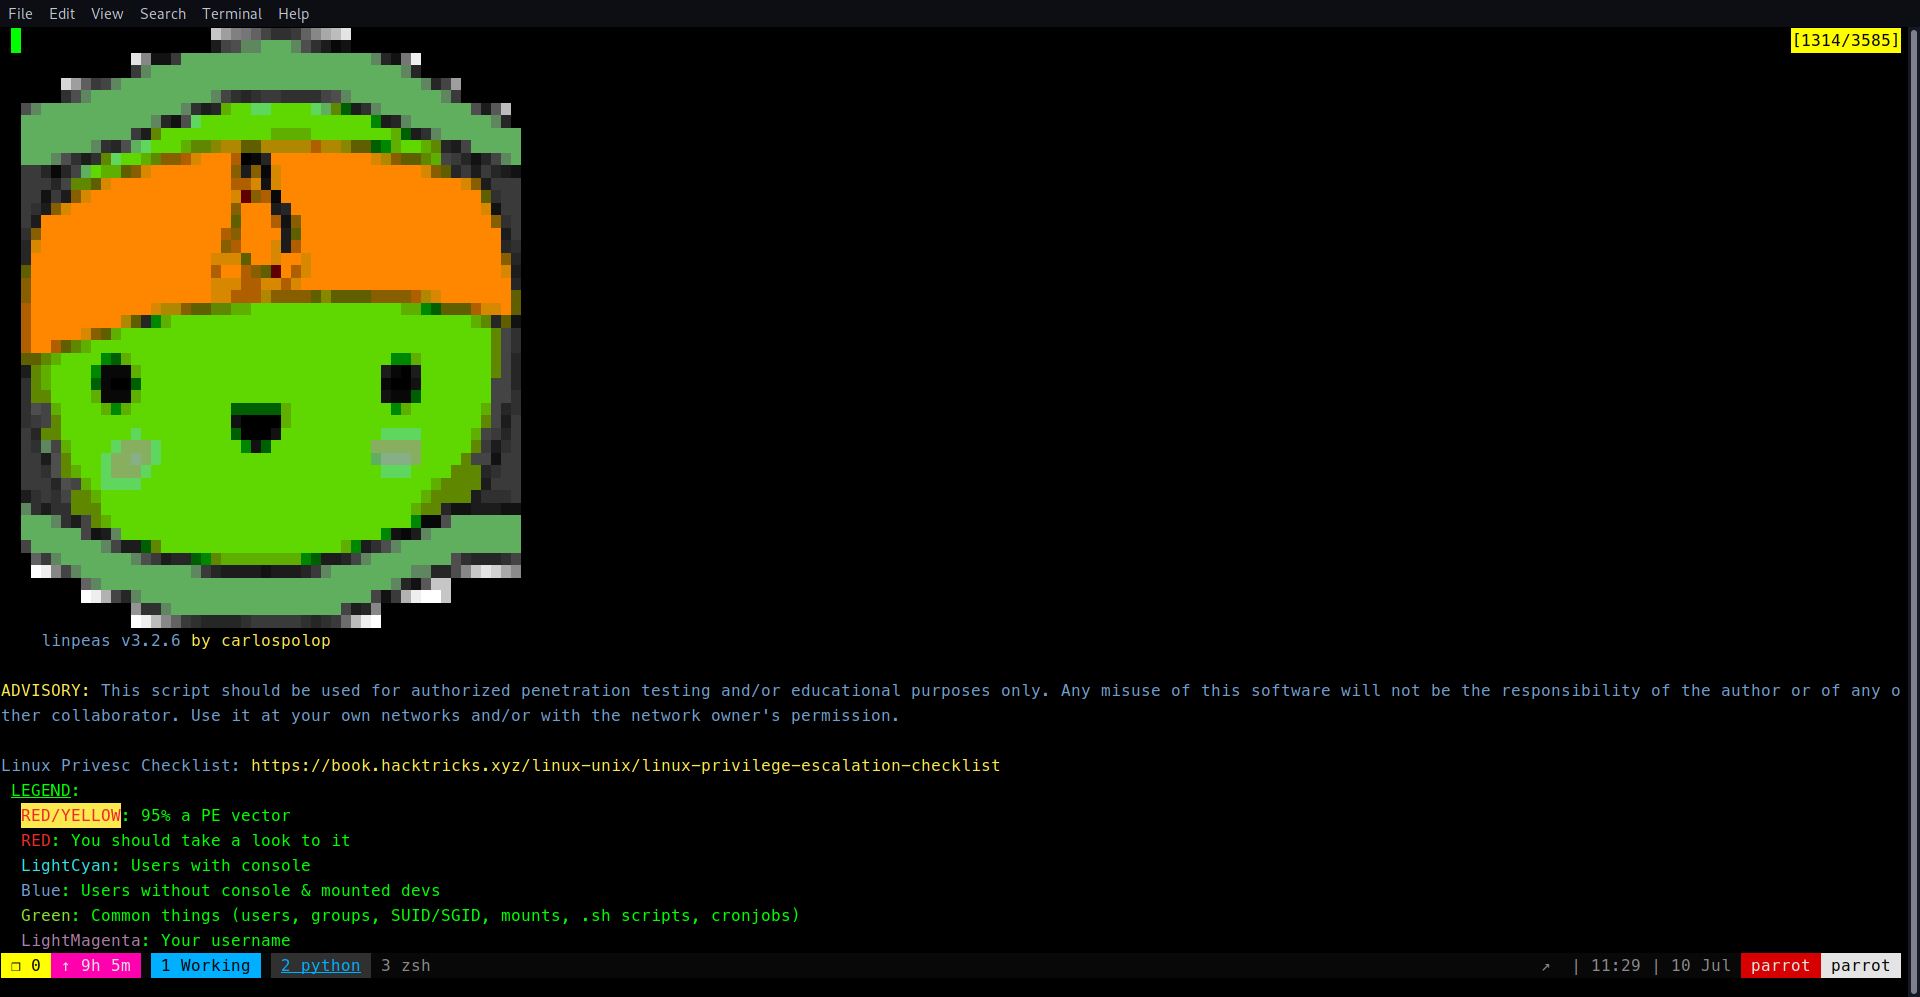 File Edit View Search Terminal Help
[1314/3585]
linpeas v3.2.6 by carlospolop
ADVISORY: This script should be used for authorized penetration testing and/or educational purposes only. Any misuse of this software will not be the responsibility of the author or of any o
ther collaborator. Use it at your own networks and/or with the network owner's permission.
Linux Privesc Checklist: https://book.hacktricks.xyz/linux-unix/linux-privilege-escalation-checklist
LEGEND:
RED/YELLOW: 95% a PE vector
RED: You should take a look to it
LightCyan: Users with console
Blue: Users without console & mounted devs
Green: Common things (users, groups, SUID/SGID, mounts, .sh scripts, cronjobs)
LightMagenta: Your username
❐ 0 ↑ 9h 5m 1 Working 2 python 3 zsh ↗ | 11:29 | 10 Jul parrot parrot